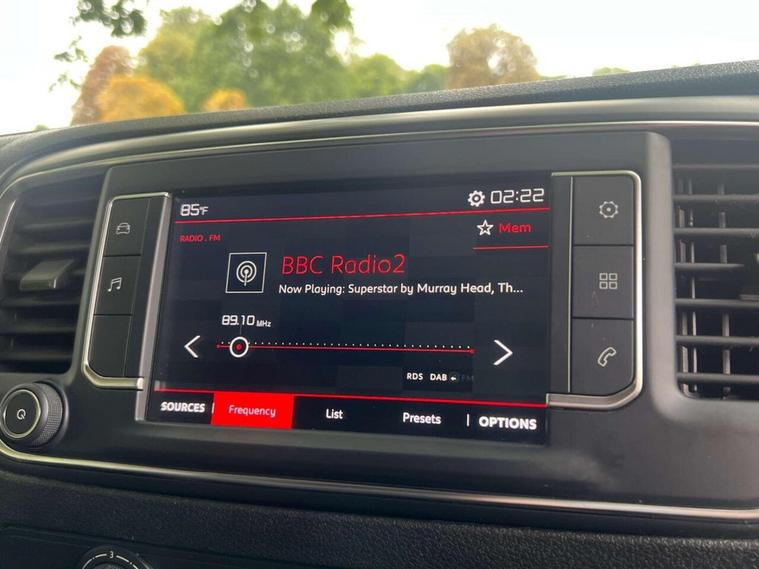 85°F
02:22
RADIO . FM
Mem
BBC Radio2
Now Playing: Superstar by Murray Head, Th...
89.10 MHz
RDS DAB FM
SOURCES Frequency List Presets OPTIONS
3